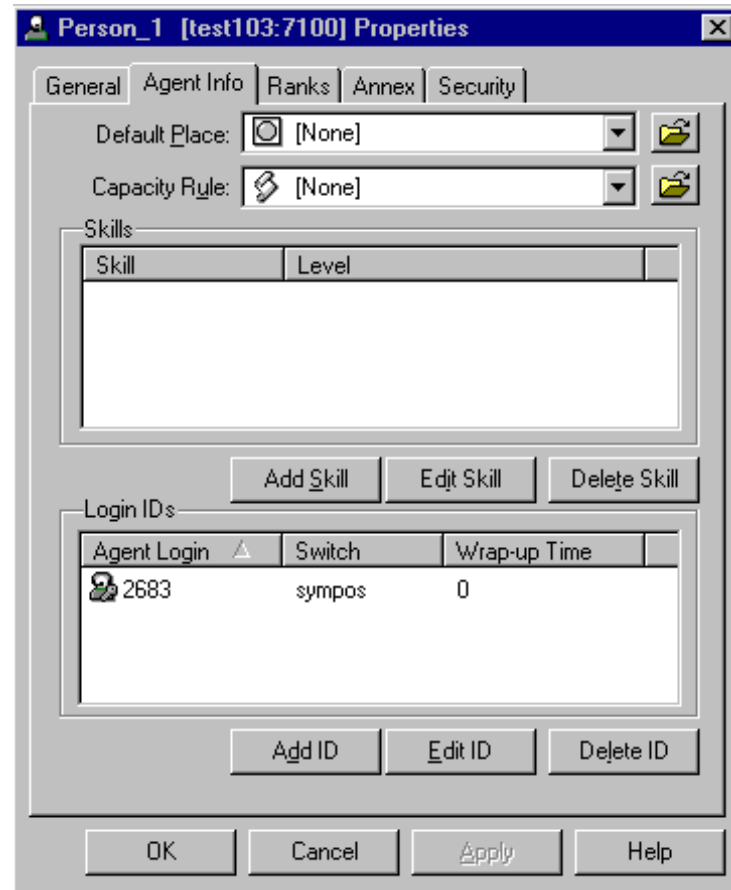 Person_1 [test103:7100] Properties
General Agent Info Ranks Annex Security
Default Place: [None]
Capacity Rule: [None]
Skills
Skill Level
Add Skill Edit Skill Delete Skill
Login IDs
Agent Login Switch Wrap-up Time
2683 sympos 0
Add ID Edit ID Delete ID
OK Cancel Apply Help